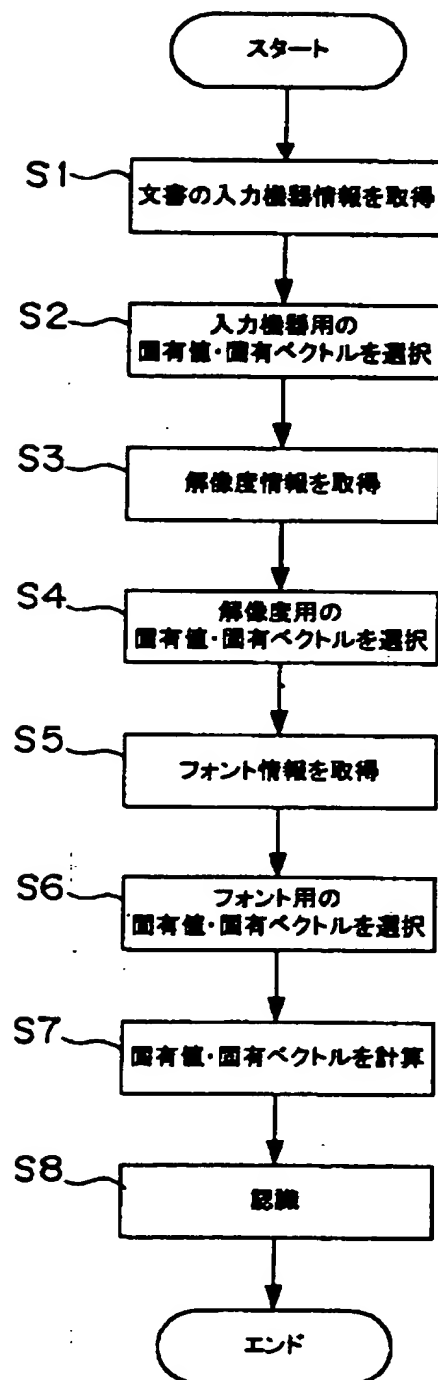 スタート
S1
文書の入力機器情報を取得
S2
入力機器用の
固有値・固有ベクトルを選択
S3
解像度情報を取得
S4
解像度用の
固有値・固有ベクトルを選択
S5
フォント情報を取得
S6
フォント用の
固有値・固有ベクトルを選択
S7
固有値・固有ベクトルを計算
S8
認識
エンド